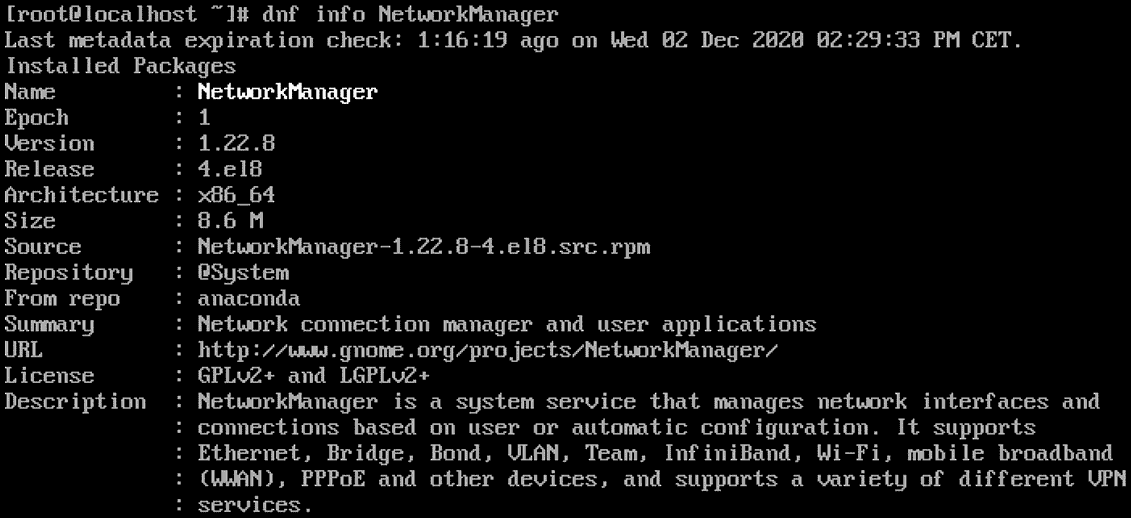 [root@localhost ~]# dnf info NetworkManager
Last metadata expiration check: 1:16:19 ago on Wed 02 Dec 2020 02:29:33 PM CET.
Installed Packages
Name         : NetworkManager
Epoch        : 1
Version      : 1.22.8
Release      : 4.el8
Architecture : x86_64
Size         : 8.6 M
Source       : NetworkManager-1.22.8-4.el8.src.rpm
Repository   : @System
From repo    : anaconda
Summary      : Network connection manager and user applications
URL          : http://www.gnome.org/projects/NetworkManager/
License      : GPLv2+ and LGPLv2+
Description  : NetworkManager is a system service that manages network interfaces and
             : connections based on user or automatic configuration. It supports
             : Ethernet, Bridge, Bond, VLAN, Team, InfiniBand, Wi-Fi, mobile broadband
             : (WWAN), PPPoE and other devices, and supports a variety of different VPN
             : services.